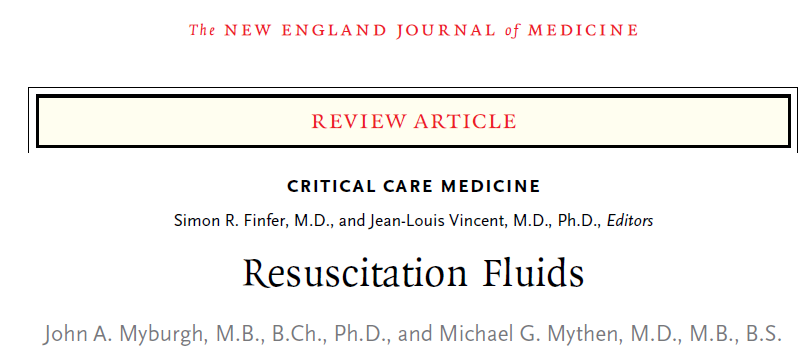 The NEW ENGLAND JOURNAL of MEDICINE
REVIEW ARTICLE
CRITICAL CARE MEDICINE
Simon R. Finfer, M.D., and Jean-Louis Vincent, M.D., Ph.D., Editors
Resuscitation Fluids
John A. Myburgh, M.B., B.Ch., Ph.D., and Michael G. Mythen, M.D., M.B., B.S.